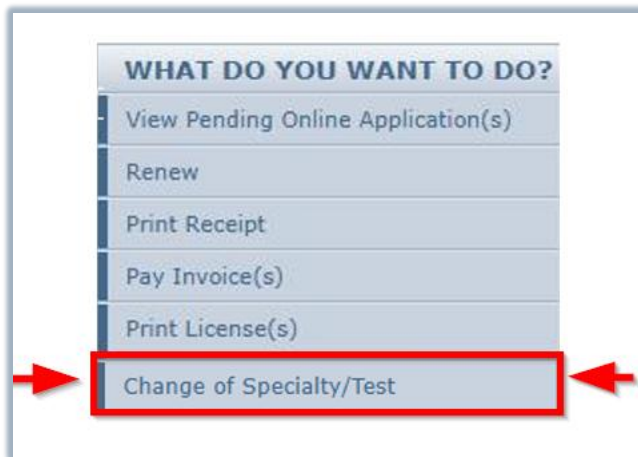 WHAT DO YOU WANT TO DO?
View Pending Online Application(s)
Renew
Print Receipt
Pay Invoice(s)
Print License(s)
Change of Specialty/Test